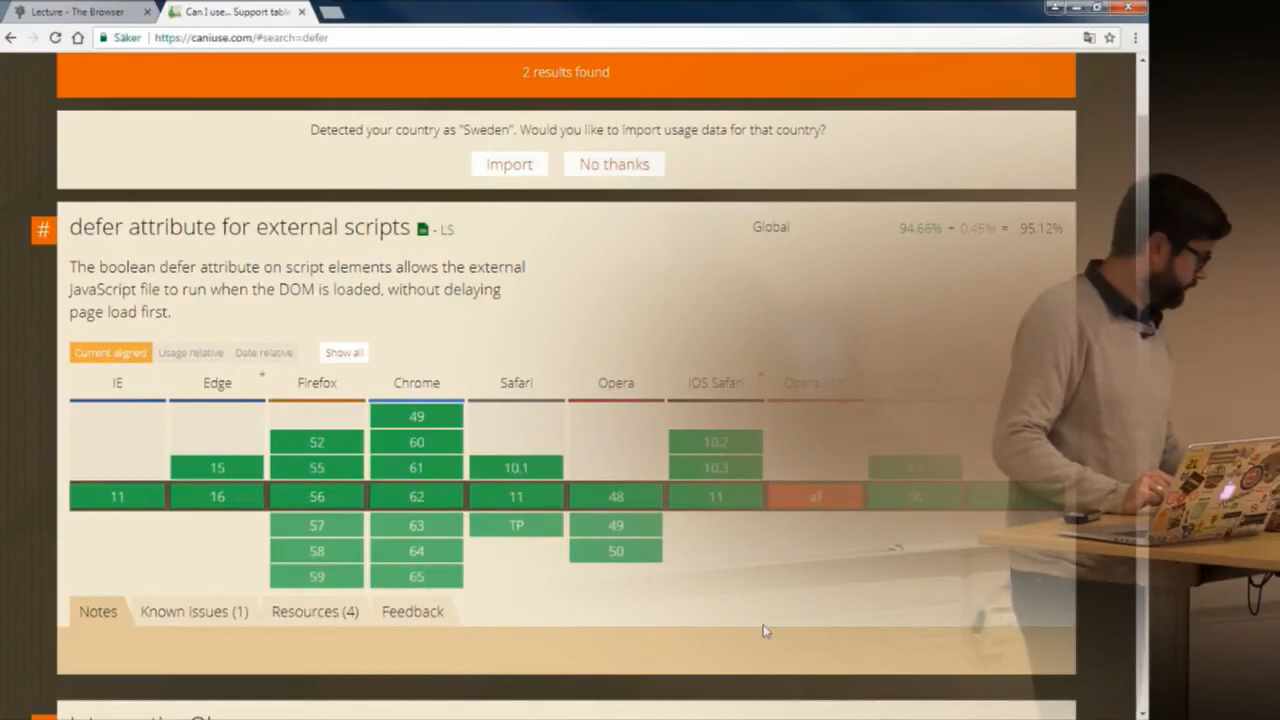 Lecture - The Browser
Can I use... Support tabl
Säker
https://caniuse.com/#search=defer
2 results found
Detected your country as "Sweden". Would you like to import usage data for that country?
Import No thanks
#
defer attribute for external scripts - LS
Global 94.66% + 0.45% = 95.12%
The boolean defer attribute on script elements allows the external
JavaScript file to run when the DOM is loaded, without delaying
page load first.
Current aligned Usage relative Date relative Show all
IE Edge * Firefox Chrome Safari Opera iOS Safari *
49
52 60 10.2
15 55 61 10.1 10.3
11 16 56 62 11 48 11 all
57 63 TP 49
58 64 50
59 65
Notes Known issues (1) Resources (4) Feedback